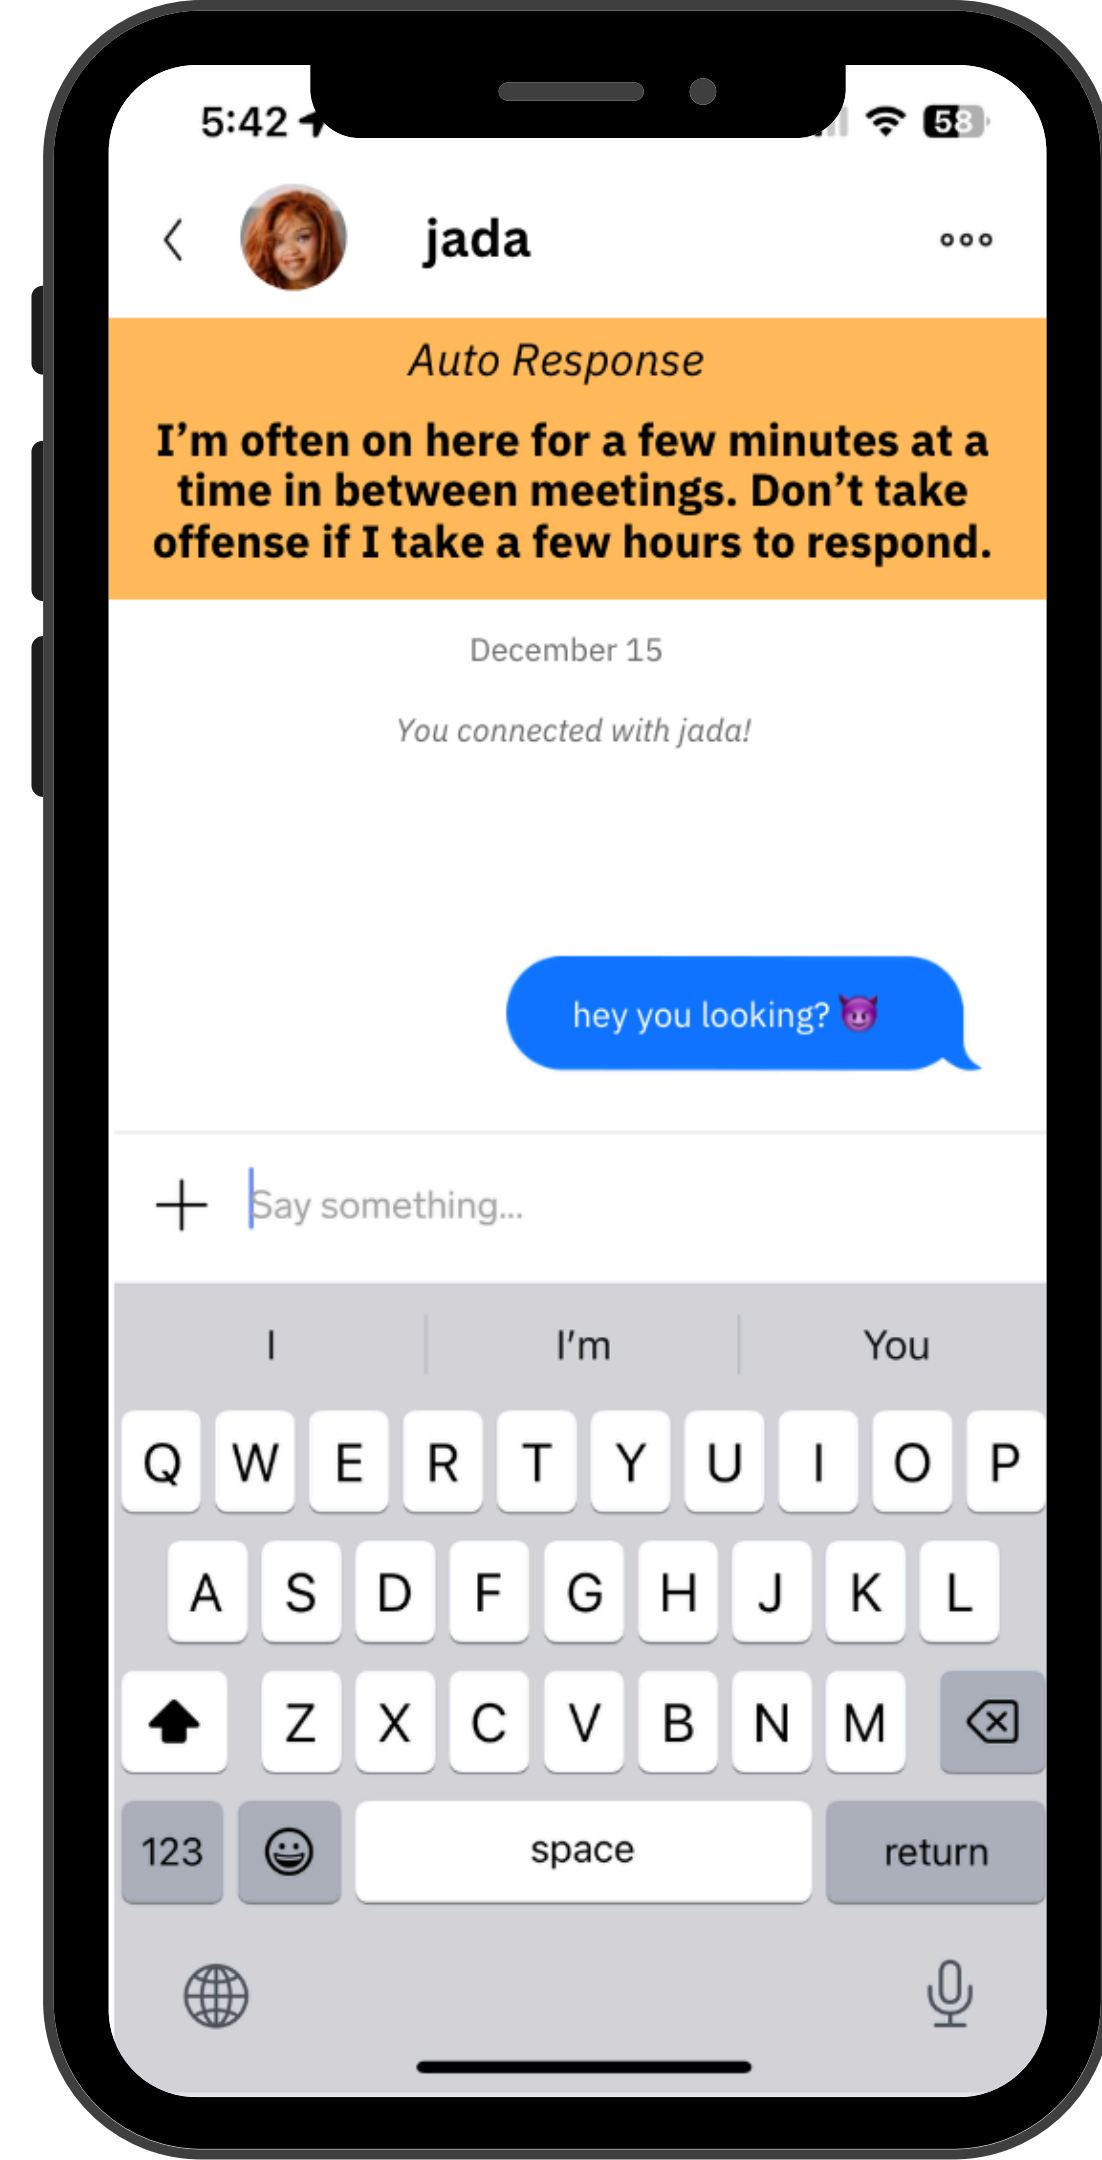 5:42
58
jada
Auto Response
I’m often on here for a few minutes at a
time in between meetings. Don’t take
offense if I take a few hours to respond.
December 15
You connected with jada!
hey you looking? 😈
Say something...
I I’m You
Q W E R T Y U I O P
A S D F G H J K L
Z X C V B N M
123 space return